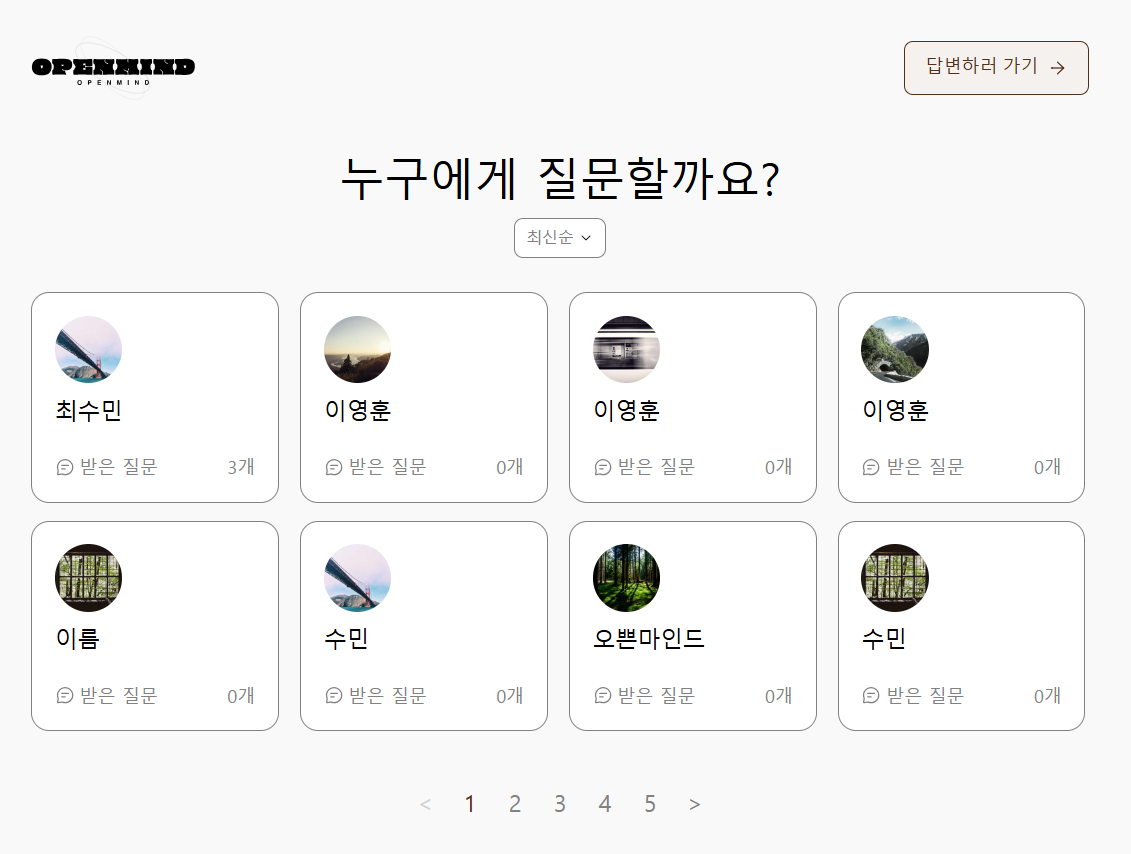 OPENMIND
OPENMIND
답변하러 가기 →
누구에게 질문할까요?
최신순
최수민
받은 질문 3개
이영훈
받은 질문 0개
이영훈
받은 질문 0개
이영훈
받은 질문 0개
이름
받은 질문 0개
수민
받은 질문 0개
오쁜마인드
받은 질문 0개
수민
받은 질문 0개
< 1 2 3 4 5 >